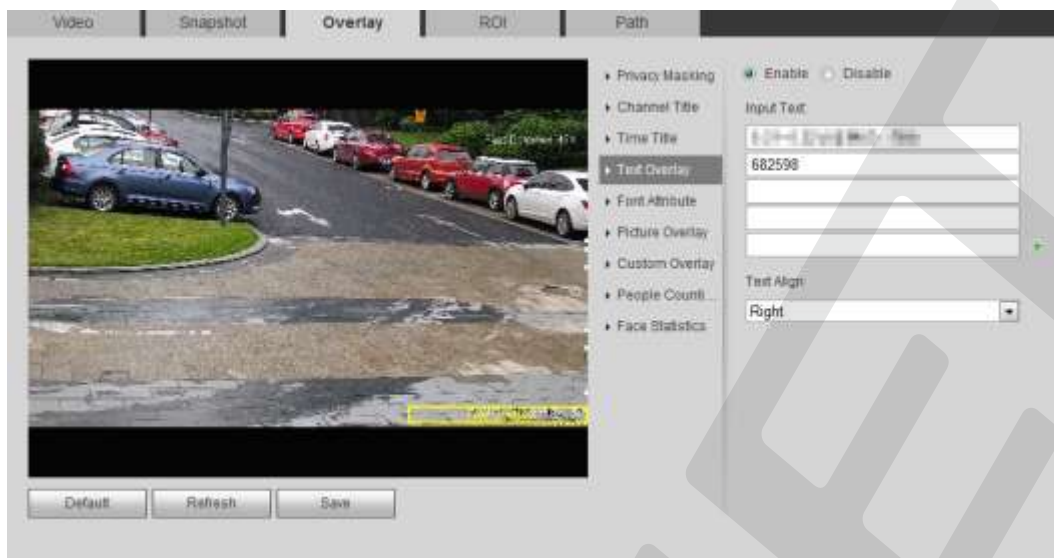 Video
Snapshot
Overlay
ROI
Path
Privacy Masking
Channel Title
Time Title
Text Overlay
Font Attribute
Picture Overlay
Custom Overlay
People Counti...
Face Statistics
Enable
Disable
Input Text
682598
Text Align
Right
Default
Refresh
Save